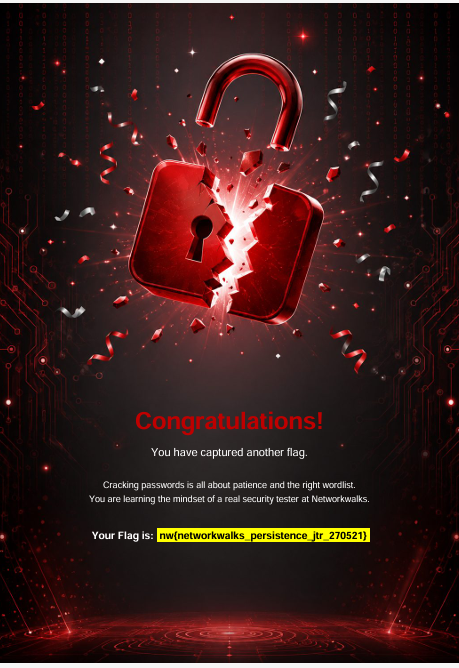 Congratulations!
You have captured another flag.
Cracking passwords is all about patience and the right wordlist.
You are learning the mindset of a real security tester at Networkwalks.
Your Flag is: nw{networkwalks_persistence_jtr_270521}